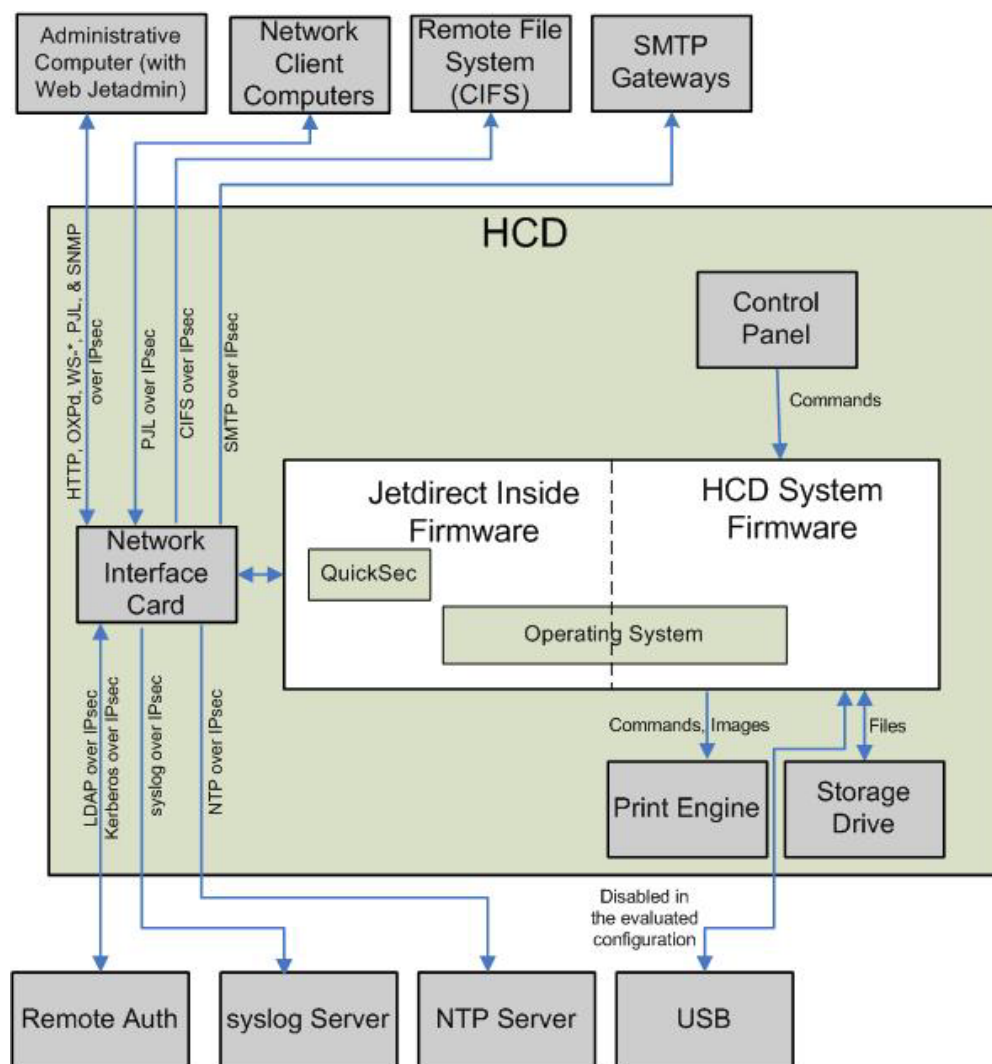 Administrative
Computer (with
Web Jetadmin)
Network
Client
Computers
Remote File
System
(CIFS)
SMTP
Gateways
HCD
HTTP, OXPd, WS-*, PJL, & SNMP
over IPsec
PJL over IPsec
CIFS over IPsec
SMTP over IPsec
Control
Panel
Commands
Jetdirect Inside
Firmware
HCD System
Firmware
Network
Interface
Card
QuickSec
Operating System
LDAP over IPsec
Kerberos over IPsec
syslog over IPsec
NTP over IPsec
Commands, Images
Files
Print Engine
Storage
Drive
Disabled in
the evaluated
configuration
Remote Auth
syslog Server
NTP Server
USB